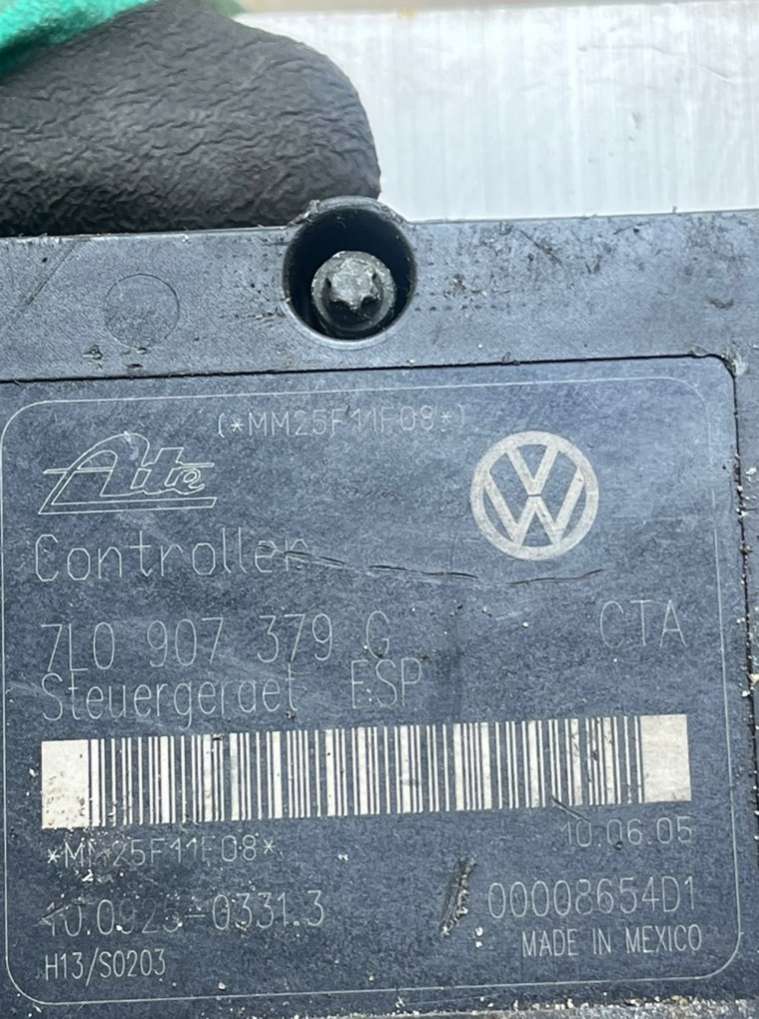 (*MM25F11F08*)
Ate
VW
Controller
7L0 907 379 G CTA
Steuergeraet ESP
*MM25F11F08* 10.06.05
10.0925-0331.3 00008654D1
H13/S0203 MADE IN MEXICO